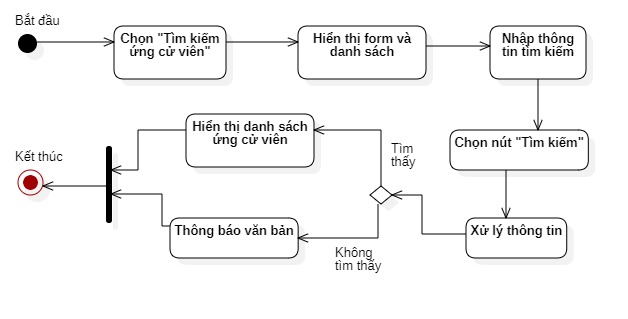 Bắt đầu
Chọn "Tìm kiếm
ứng cử viên"
Hiển thị form và
danh sách
Nhập thông
tin tìm kiếm
Chọn nút "Tìm kiếm"
Xử lý thông tin
Tìm
thấy
Hiển thị danh sách
ứng cử viên
Không
tìm thấy
Thông báo văn bản
Kết thúc